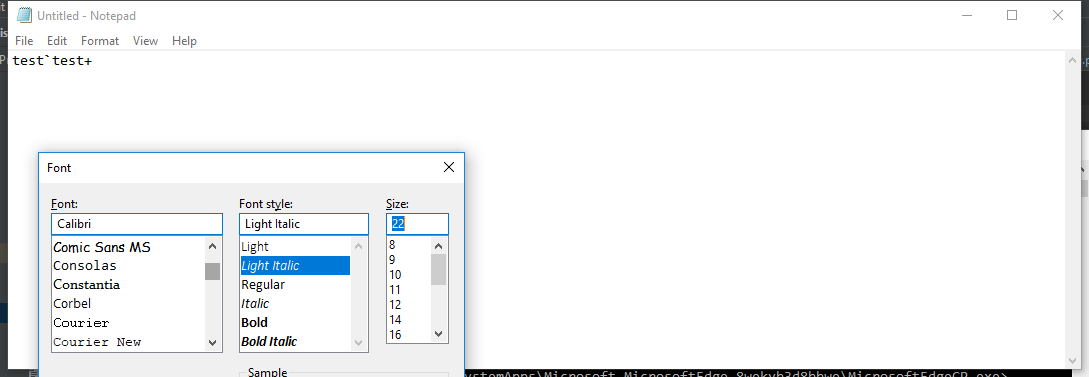 Untitled - Notepad
File Edit Format View Help
test`test+
Font
Font: Font style: Size:
Calibri Light Italic 22
Comic Sans MS Light 8
Consolas Light Italic 9
Constantia Regular 10
Corbel Italic 11
Courier Bold 12
Courier New Bold Italic 14
16
Sample
ystemApps\Microsoft.MicrosoftEdge_8wekyb3d8bbwe\MicrosoftEdgeCP.exe>